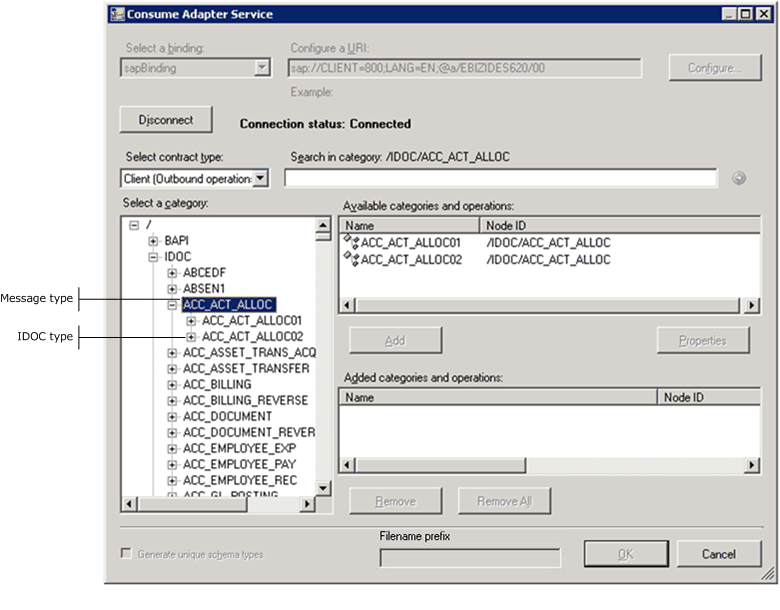 Consume Adapter Service
Select a binding:
Configure a URI:
sapBinding
sap://CLIENT=800;LANG=EN;@a/EBIZIDES620/00
Configure...
Example:
Disconnect
Connection status: Connected
Select contract type:
Search in category: /IDOC/ACC_ACT_ALLOC
Client (Outbound operation:
Select a category:
Available categories and operations:
/
BAPI
IDOC
ABCEDF
ABSEN1
ACC_ACT_ALLOC
ACC_ACT_ALLOC01
ACC_ACT_ALLOC02
ACC_ASSET_TRANS_ACQ
ACC_ASSET_TRANSFER
ACC_BILLING
ACC_BILLING_REVERSE
ACC_DOCUMENT
ACC_DOCUMENT_REVER
ACC_EMPLOYEE_EXP
ACC_EMPLOYEE_PAY
ACC_EMPLOYEE_REC
ACC_GL_POSTING
Message type
IDOC type
Name Node ID
ACC_ACT_ALLOC01 /IDOC/ACC_ACT_ALLOC
ACC_ACT_ALLOC02 /IDOC/ACC_ACT_ALLOC
Add
Properties
Added categories and operations:
Name Node ID
Remove
Remove All
Generate unique schema types
Filename prefix
OK
Cancel